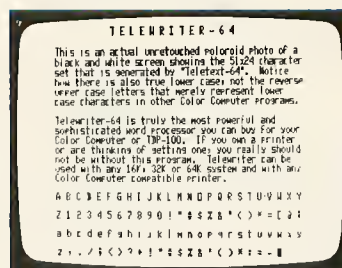 TELEWRITER-64
This is an actual unretouched poloroid photo of a
black and white screen showing the 51x24 character
set that is generated by "Teletext-64". Notice
how there is also true lower case; not the reverse
upper case letters that merely represent lower
case characters in other Color Computer programs.
Telewriter-64 is truly the most powerful and
sophisticated word processor you can buy for your
Color Computer or TDP-100. If you own a printer
or are thinking of getting one; you really should
not be without this program. Telewriter can be
used with any 16K, 32K or 64K system and with any
Color Computer compatible printer.
A B C D E F G H I J K L M N O P Q R S T U V W X Y
Z 1 2 3 4 5 6 7 8 9 0 ! " # $ % & ' ( ) * = [
a b c d e f g h i j k l m n o p q r s t u v w x y
z , . / ; < > ? + ! " # $ % & ' ( ) * = : -